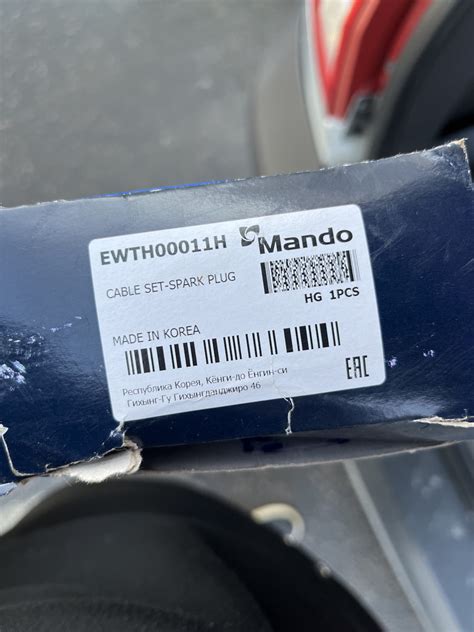 EWTH00011H Mando
CABLE SET-SPARK PLUG
HG 1PCS
MADE IN KOREA
Республика Корея, Кёнги-до Ёнгин-си
Гихынг-Гу Гихынгданджиро 46
EAC